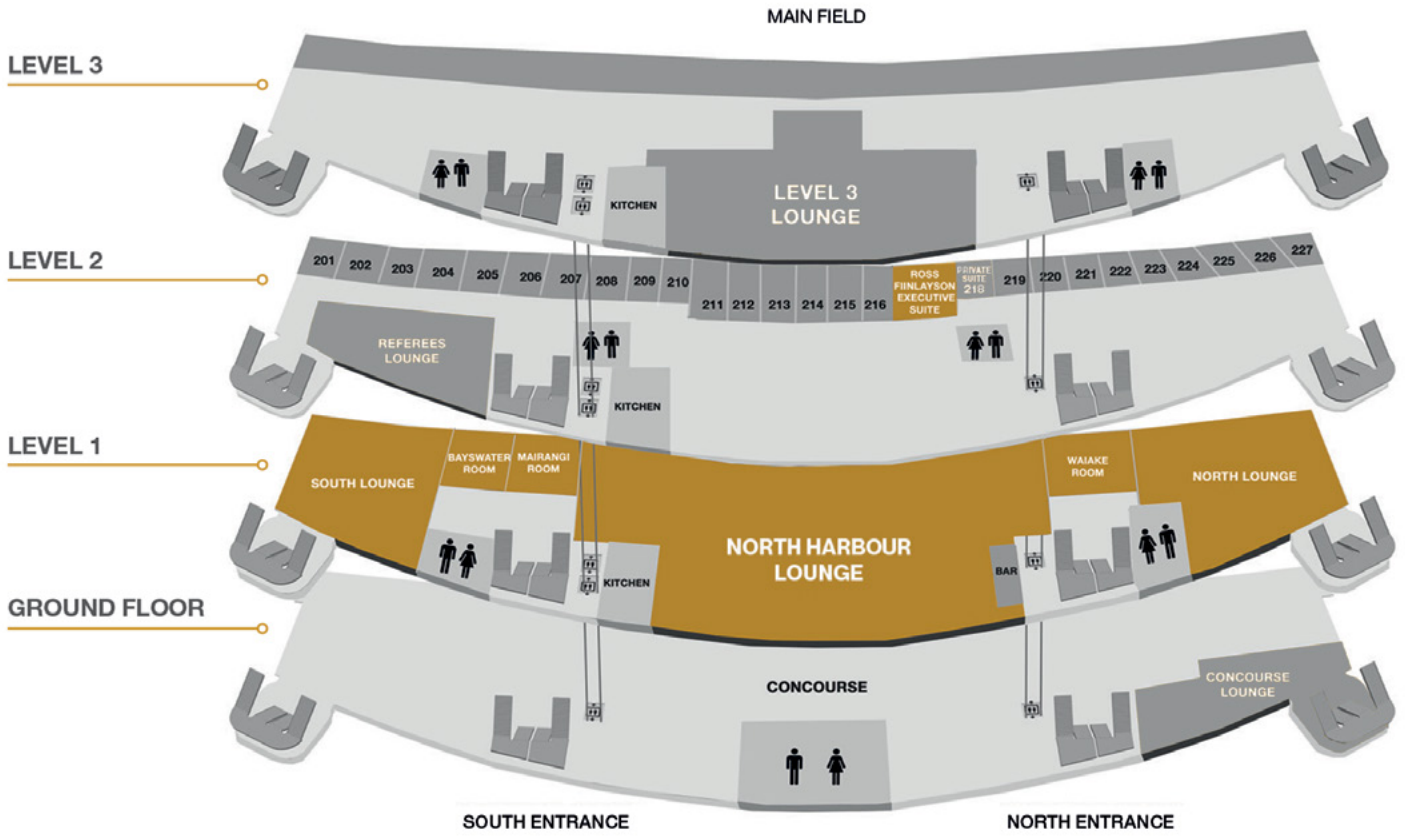 MAIN FIELD
LEVEL 3
KITCHEN
LEVEL 3
LOUNGE
LEVEL 2
201 202 203 204 205 206 207 208 209 210
211 212 213 214 215 216
ROSS
FIINLAYSON
EXECUTIVE
SUITE
PRIVATE
SUITE
218
219 220 221 222 223 224 225 226 227
REFEREES
LOUNGE
KITCHEN
LEVEL 1
SOUTH LOUNGE
BAYSWATER
ROOM
MAIRANGI
ROOM
WAIAKE
ROOM
NORTH LOUNGE
NORTH HARBOUR
LOUNGE
KITCHEN
BAR
GROUND FLOOR
CONCOURSE
CONCOURSE
LOUNGE
SOUTH ENTRANCE
NORTH ENTRANCE